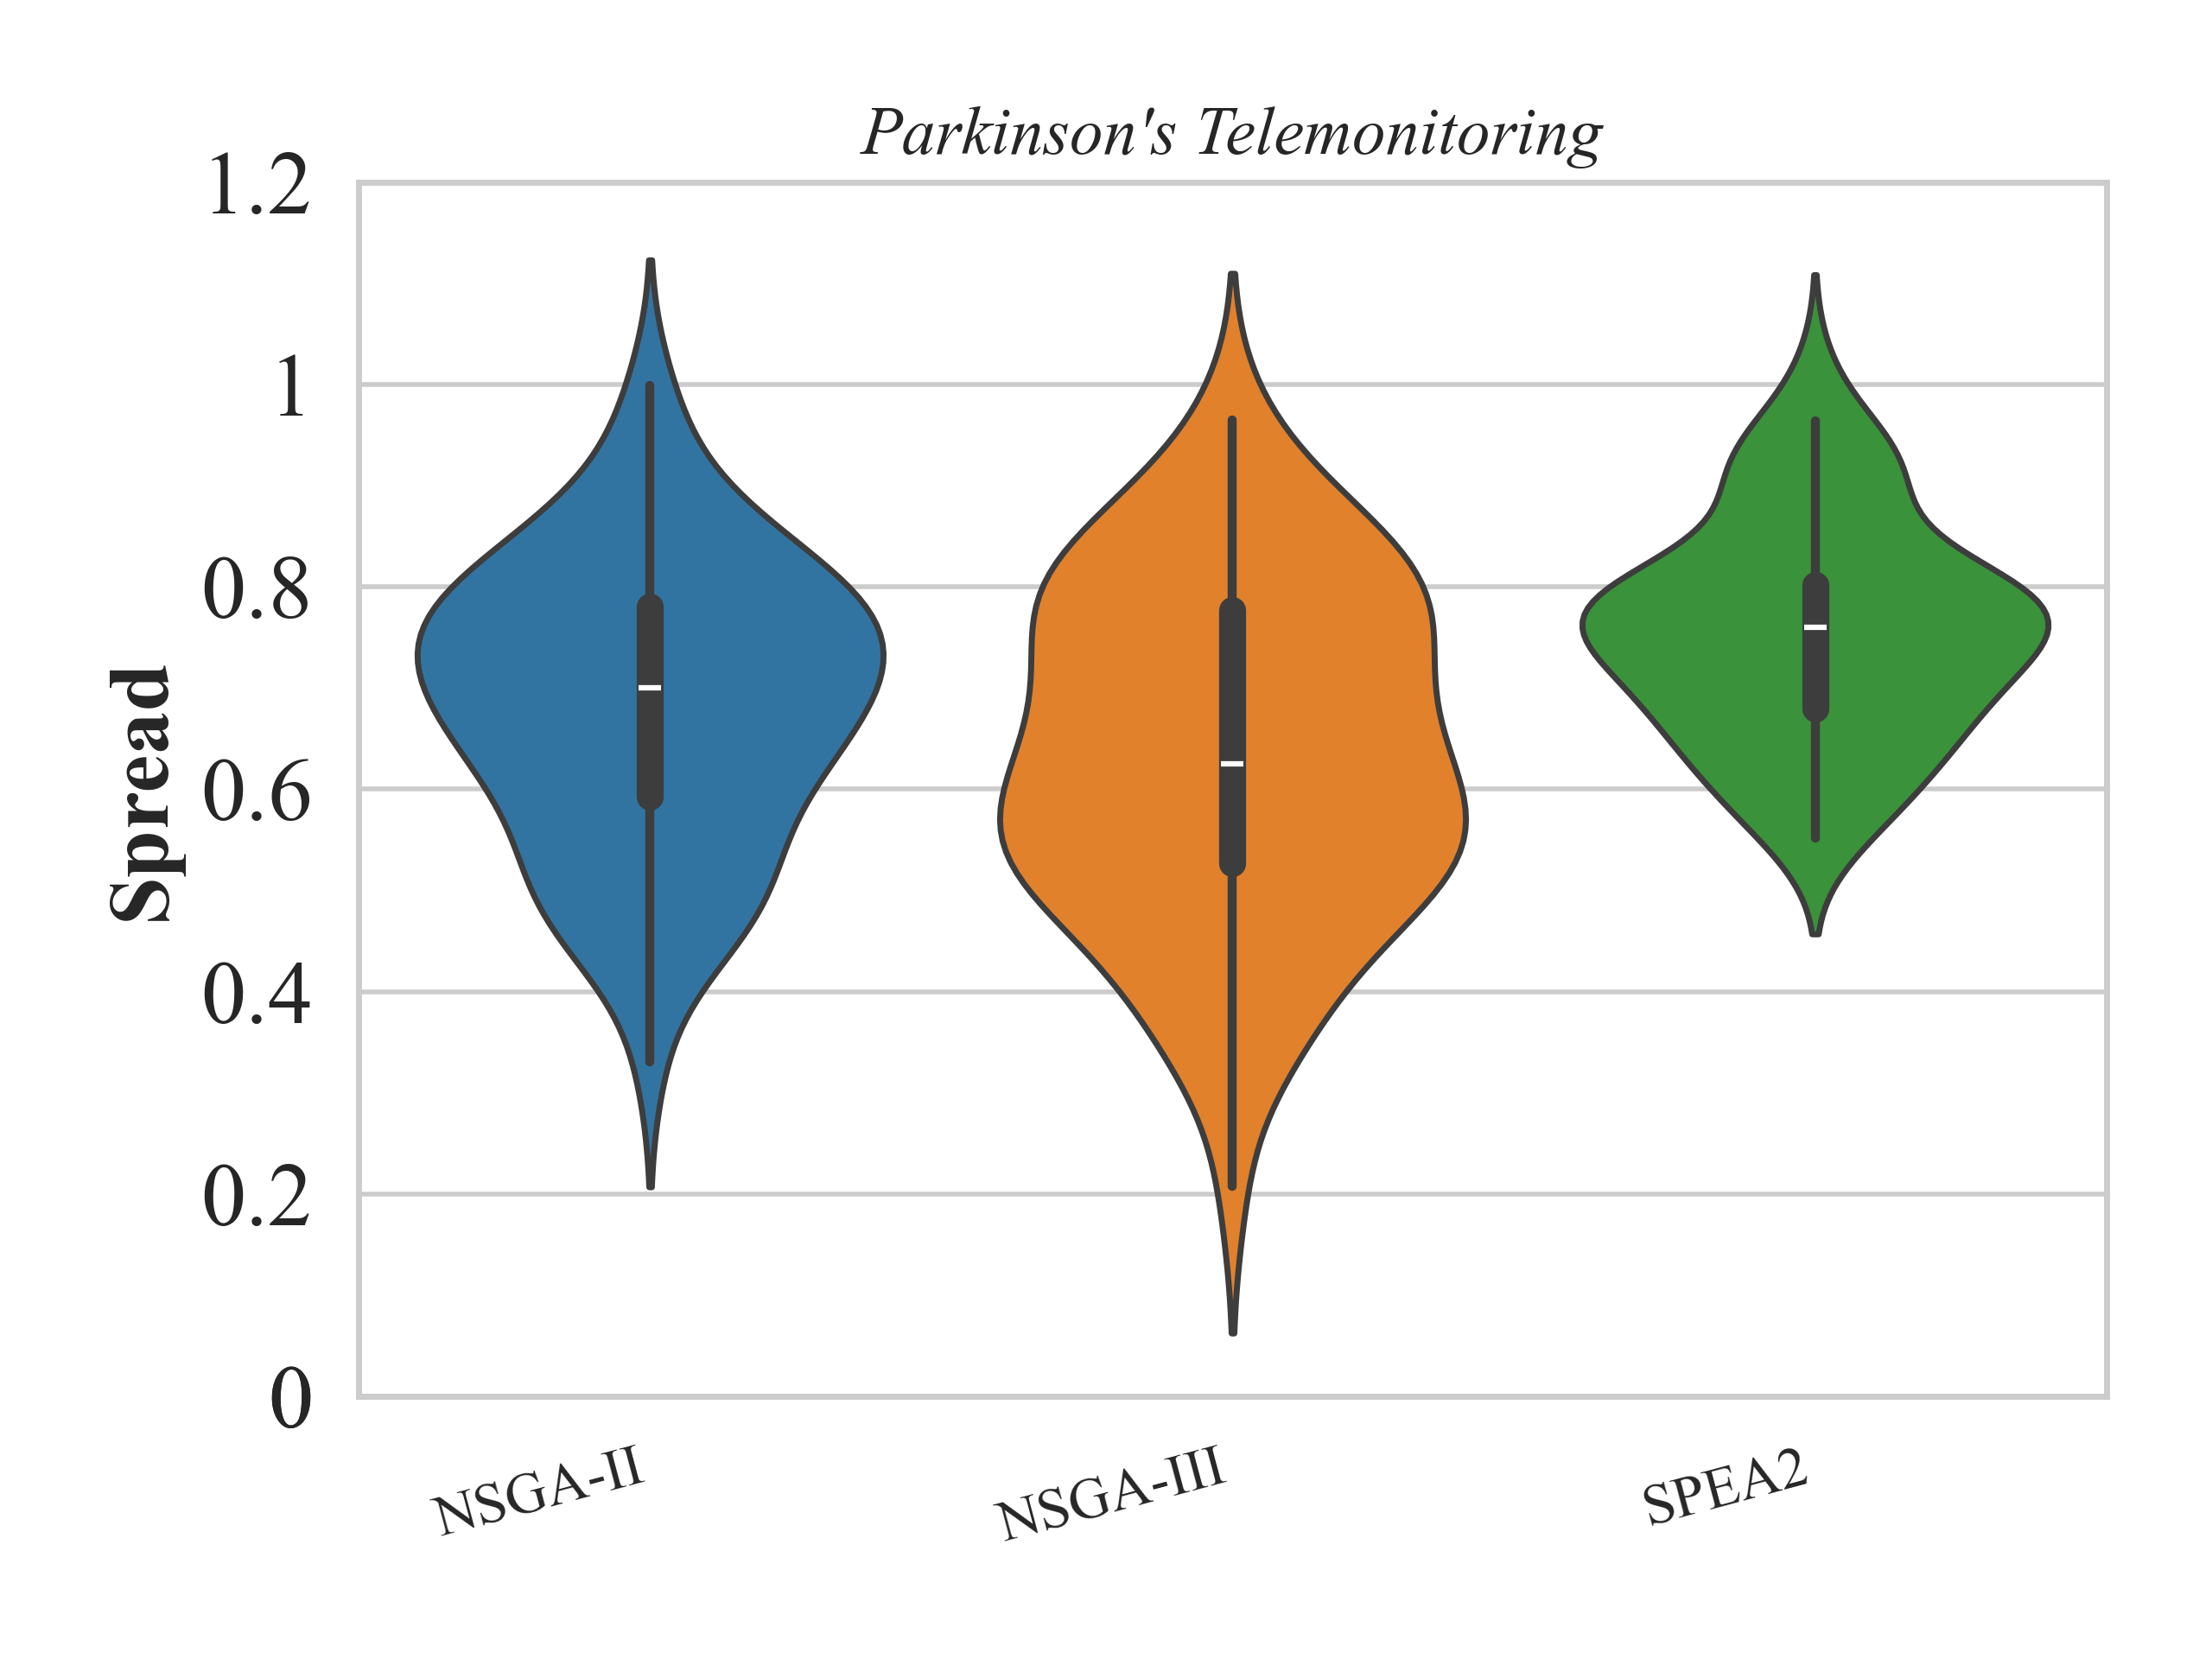 Parkinson's Telemonitoring
1.2
1
0.8
0.6
0.4
0.2
0
Spread
NSGA-II
NSGA-III
SPEA2